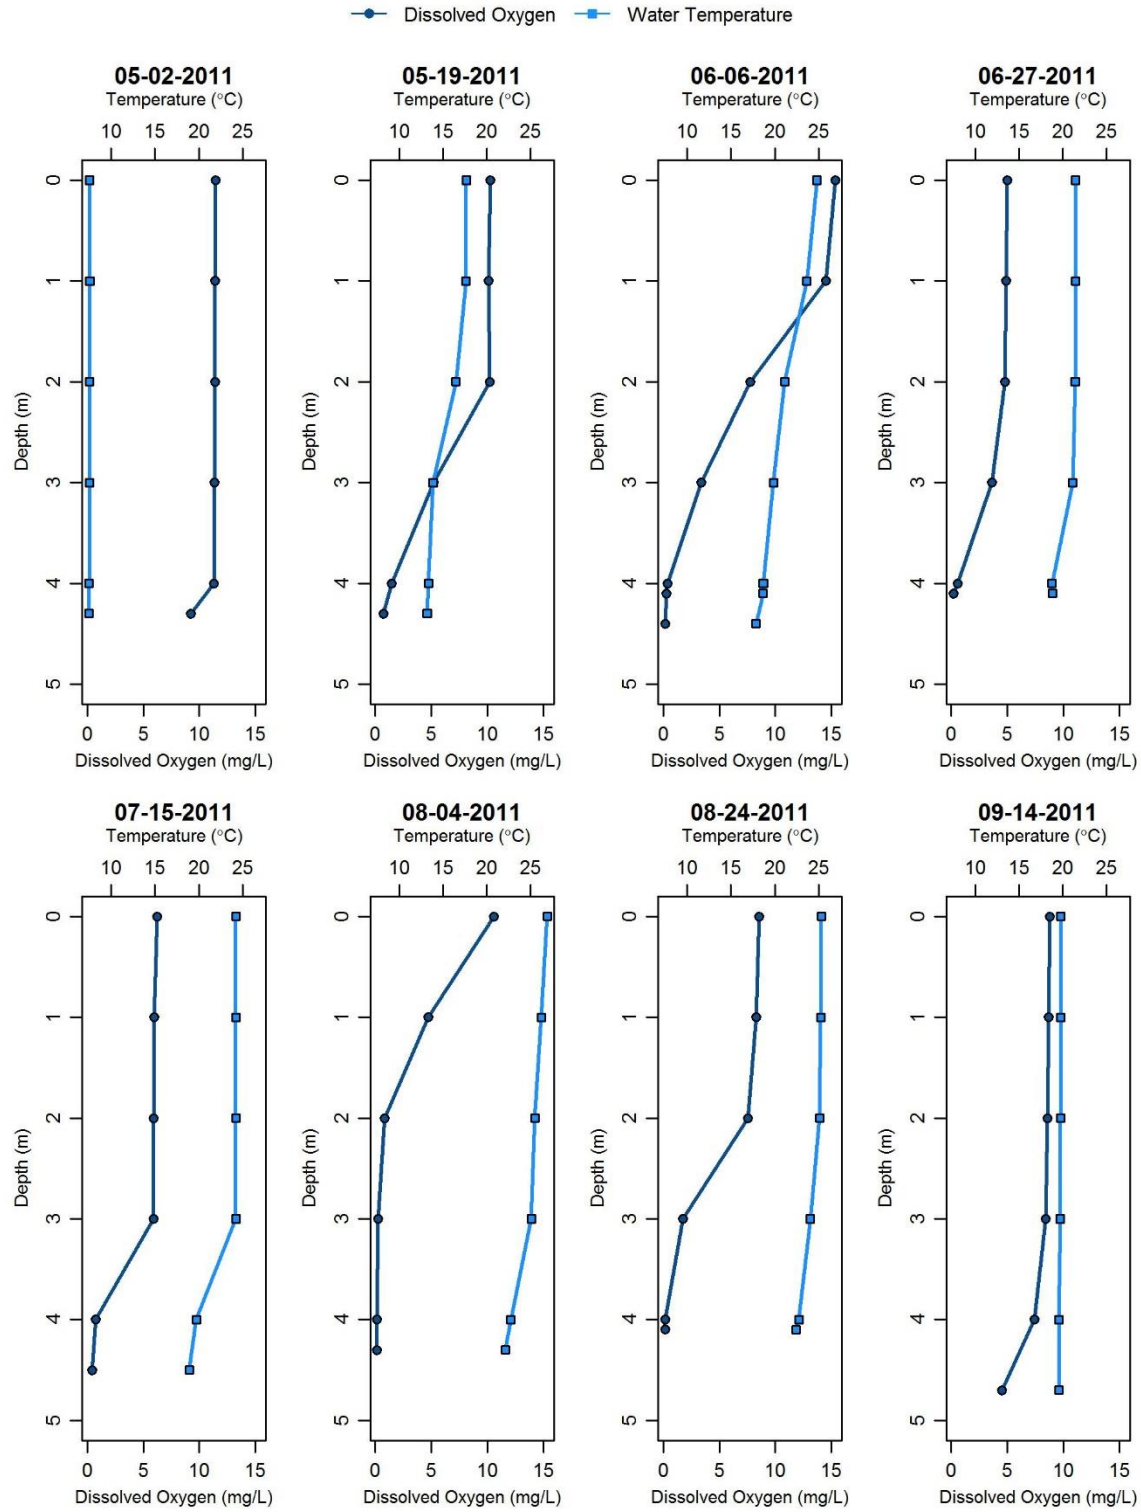 Dissolved Oxygen Water Temperature
05-02-2011 05-19-2011 06-06-2011 06-27-2011
Temperature (°C) Temperature (°C) Temperature (°C) Temperature (°C)
10 15 20 25 10 15 20 25 10 15 20 25 10 15 20 25
0 0 0 0
1 1 1 1
2 2 2 2
Depth (m) Depth (m) Depth (m) Depth (m)
3 3 3 3
4 4 4 4
5 5 5 5
0 5 10 15 0 5 10 15 0 5 10 15 0 5 10 15
Dissolved Oxygen (mg/L) Dissolved Oxygen (mg/L) Dissolved Oxygen (mg/L) Dissolved Oxygen (mg/L)
07-15-2011 08-04-2011 08-24-2011 09-14-2011
Temperature (°C) Temperature (°C) Temperature (°C) Temperature (°C)
10 15 20 25 10 15 20 25 10 15 20 25 10 15 20 25
0 0 0 0
1 1 1 1
2 2 2 2
Depth (m) Depth (m) Depth (m) Depth (m)
3 3 3 3
4 4 4 4
5 5 5 5
0 5 10 15 0 5 10 15 0 5 10 15 0 5 10 15
Dissolved Oxygen (mg/L) Dissolved Oxygen (mg/L) Dissolved Oxygen (mg/L) Dissolved Oxygen (mg/L)